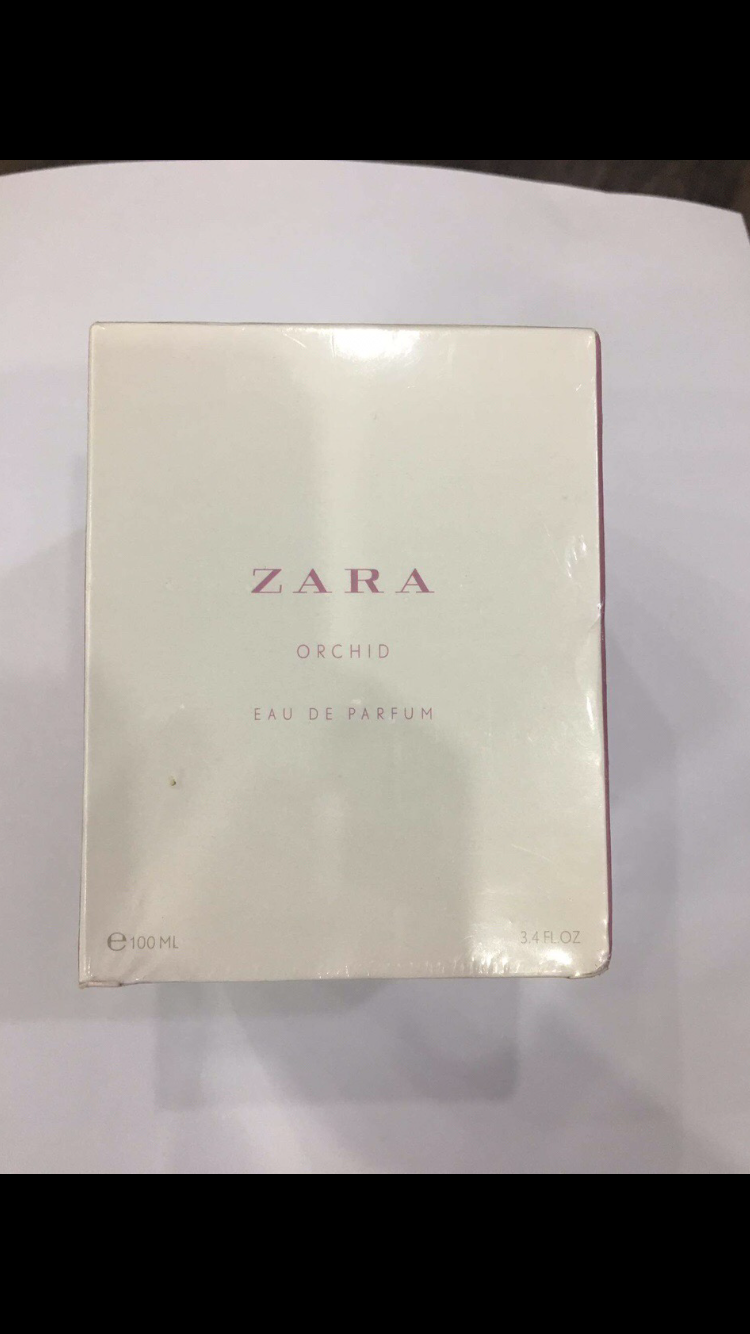 ZARA
ORCHID
EAU DE PARFUM
℮100 ML
3.4 FL.OZ